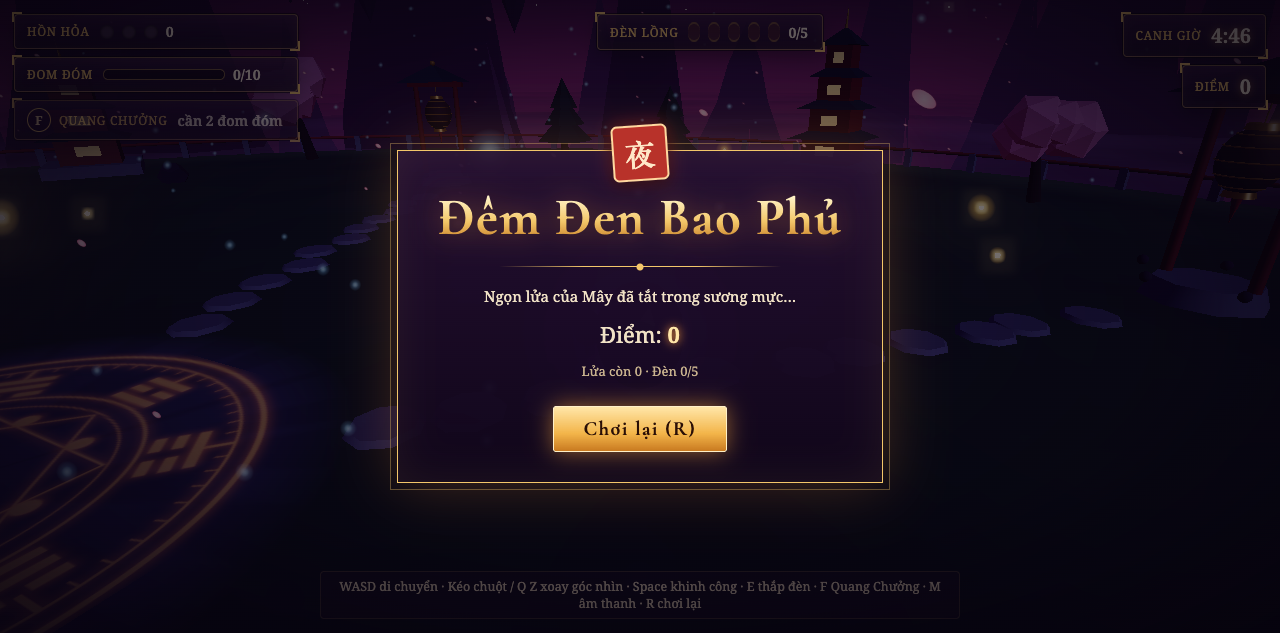 HỒN HỎA 0
ĐÈN LỒNG 0/5
CANH GIỜ 4:46
ĐOM ĐÓM 0/10
ĐIỂM 0
F QUANG CHƯỞNG cần 2 đom đóm
夜
Đêm Đen Bao Phủ
Ngọn lửa của Mây đã tắt trong sương mực...
Điểm: 0
Lửa còn 0 · Đèn 0/5
Chơi lại (R)
WASD di chuyển · Kéo chuột / Q Z xoay góc nhìn · Space khinh công · E thắp đèn · F Quang Chưởng · M
âm thanh · R chơi lại